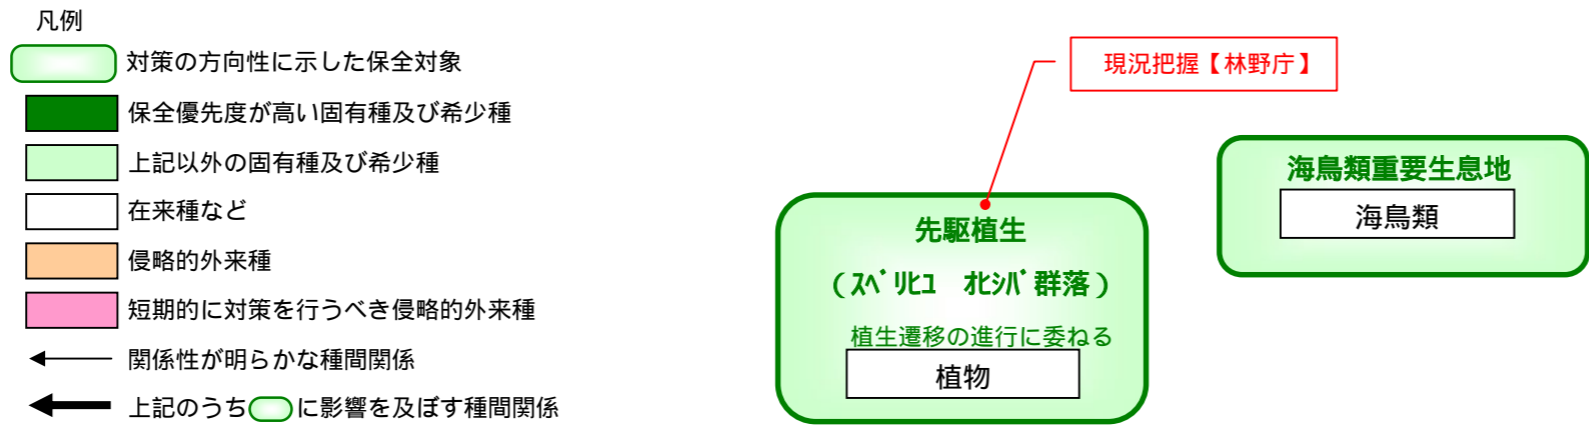 凡例
対策の方向性に示した保全対象
保全優先度が高い固有種及び希少種
上記以外の固有種及び希少種
在来種など
侵略的外来種
短期的に対策を行うべき侵略的外来種
関係性が明らかな種間関係
上記のうち に影響を及ぼす種間関係
現況把握【林野庁】
先駆植生
（ｽﾍﾞﾘﾋﾕ　ｵﾋｼﾊﾞ群落）
植生遷移の進行に委ねる
植物
海鳥類重要生息地
海鳥類